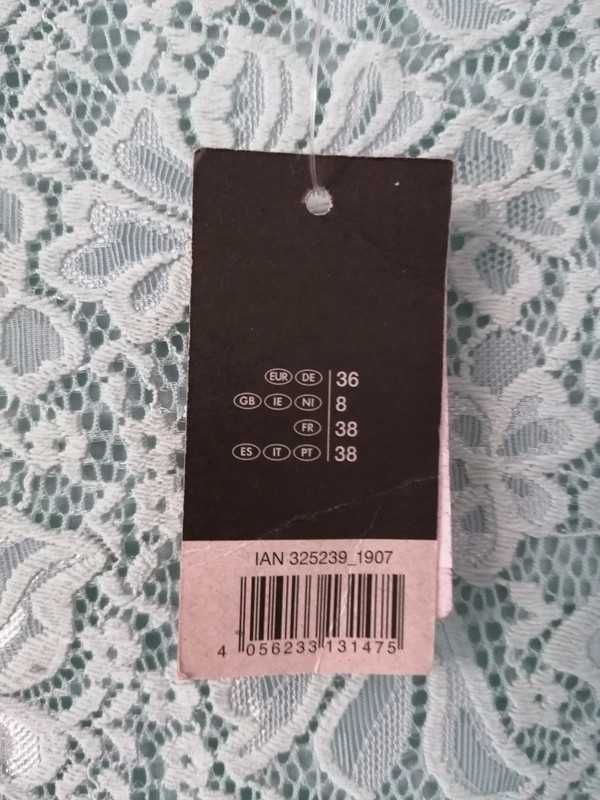 EUR DE 36
GB IE NI 8
FR 38
ES IT PT 38
IAN 325239_1907
4 056233 131475